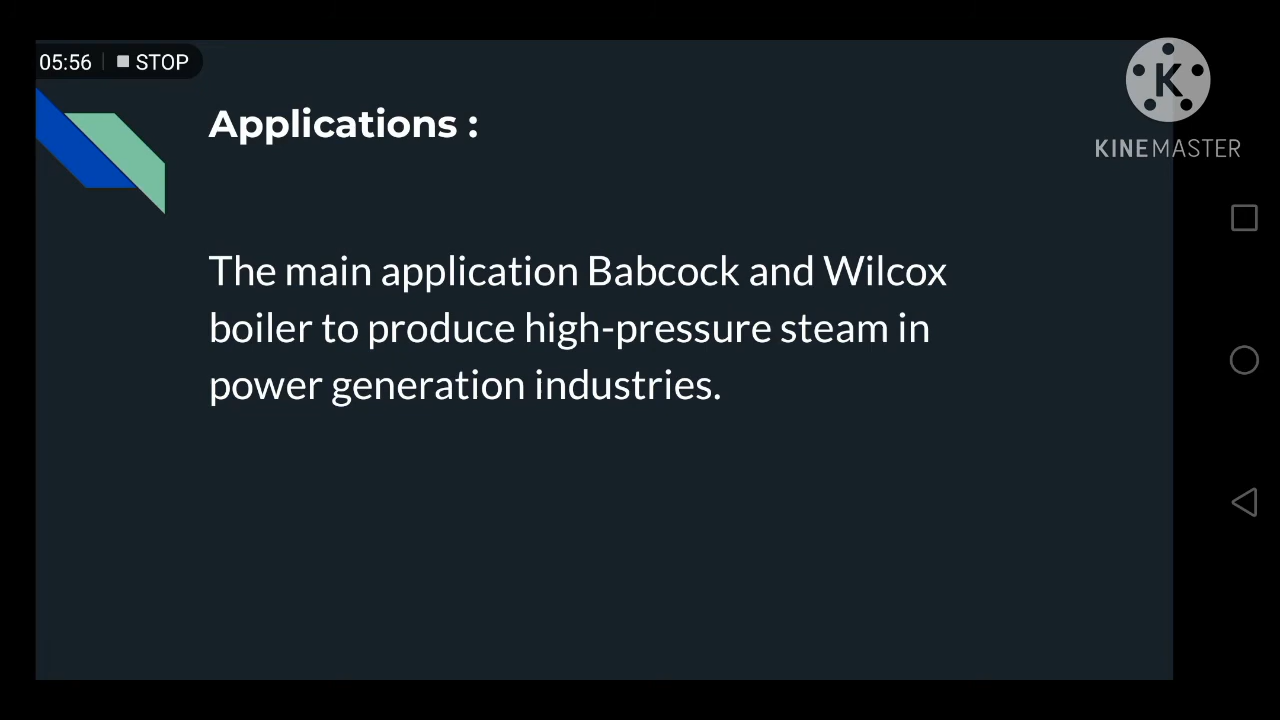 05:56 STOP
K
KINEMASTER
Applications :
The main application Babcock and Wilcox
boiler to produce high-pressure steam in
power generation industries.